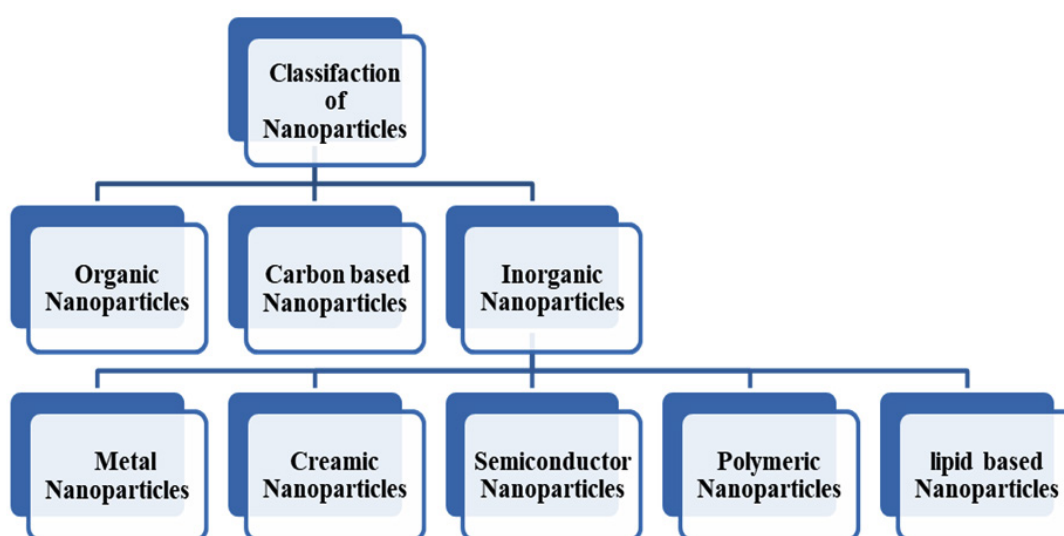 Classifaction
of
Nanoparticles
Organic
Nanoparticles
Carbon based
Nanoparticles
Inorganic
Nanoparticles
Metal
Nanoparticles
Creamic
Nanoparticles
Semiconductor
Nanoparticles
Polymeric
Nanoparticles
lipid based
Nanoparticles